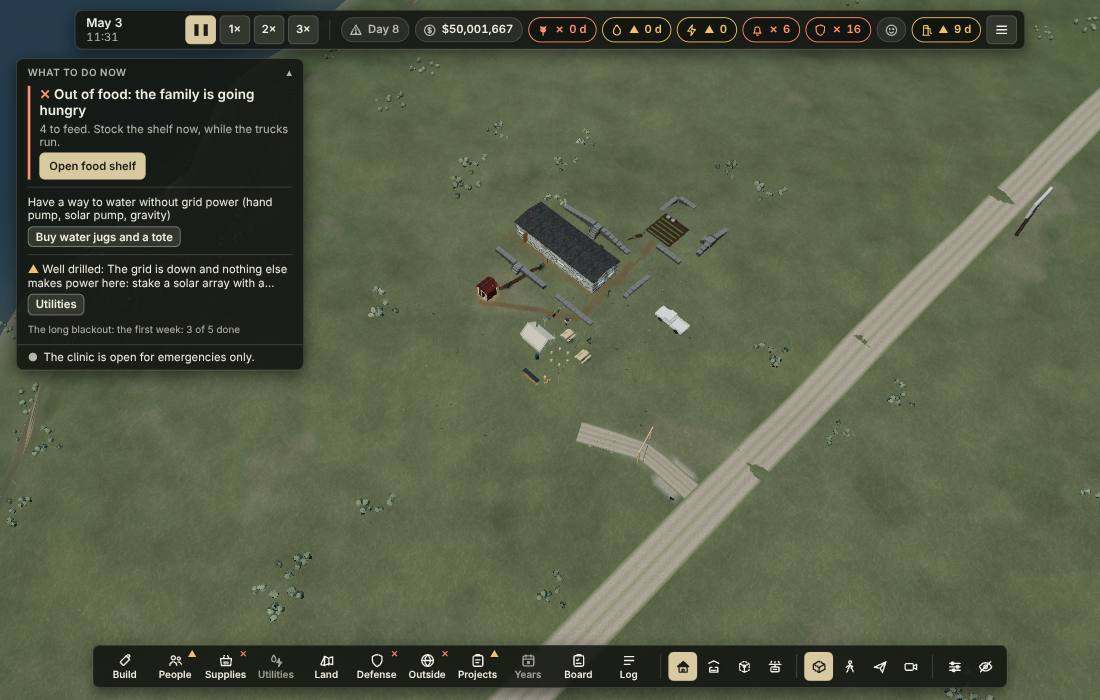 May 3
11:31
1×
2×
3×
Day 8
$50,001,667
0 d
0 d
0
6
16
9 d
WHAT TO DO NOW
Out of food: the family is going
hungry
4 to feed. Stock the shelf now, while the trucks
run.
Open food shelf
Have a way to water without grid power (hand
pump, solar pump, gravity)
Buy water jugs and a tote
Well drilled: The grid is down and nothing else
makes power here: stake a solar array with a...
Utilities
The long blackout: the first week: 3 of 5 done
The clinic is open for emergencies only.
Build
People
Supplies
Utilities
Land
Defense
Outside
Projects
Years
Board
Log